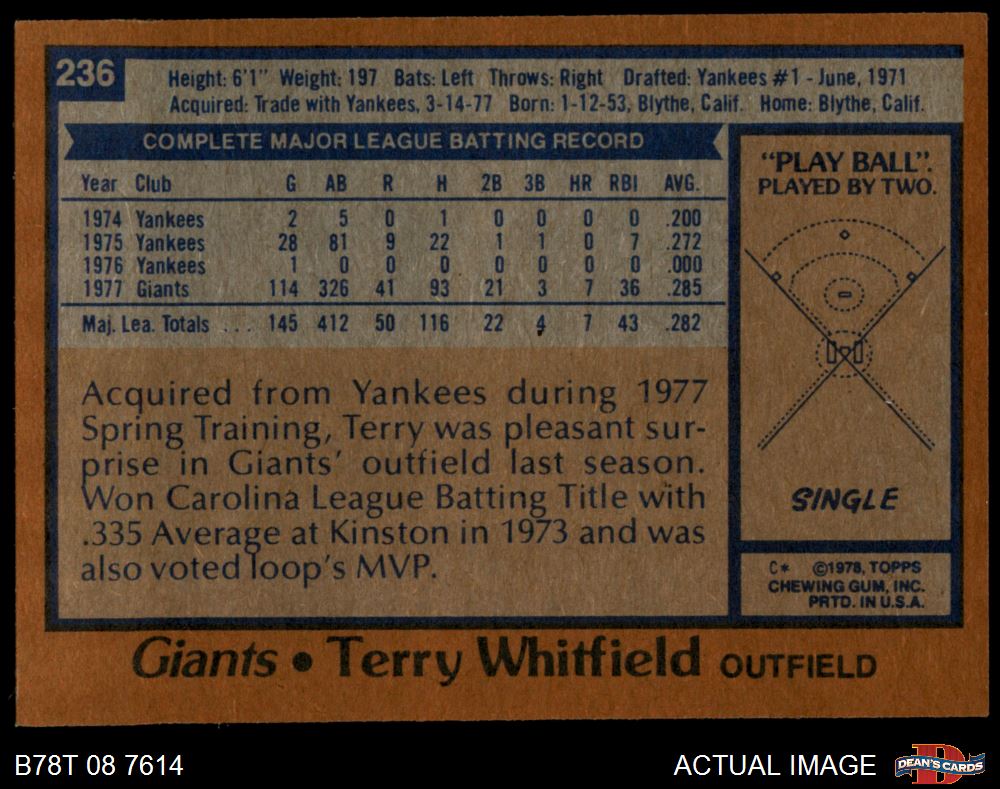 236
Height: 6'1" Weight: 197 Bats: Left Throws: Right Drafted: Yankees #1 - June, 1971
Acquired: Trade with Yankees, 3-14-77 Born: 1-12-53, Blythe, Calif. Home: Blythe, Calif.
COMPLETE MAJOR LEAGUE BATTING RECORD
Year Club G AB R H 2B 3B HR RBI AVG.
1974 Yankees 2 5 0 1 0 0 0 0 .200
1975 Yankees 28 81 9 22 1 1 0 7 .272
1976 Yankees 1 0 0 0 0 0 0 0 .000
1977 Giants 114 326 41 93 21 3 7 36 .285
Maj. Lea. Totals ... 145 412 50 116 22 4 7 43 .282
Acquired from Yankees during 1977
Spring Training, Terry was pleasant sur-
prise in Giants' outfield last season.
Won Carolina League Batting Title with
.335 Average at Kinston in 1973 and was
also voted loop's MVP.
"PLAY BALL".
PLAYED BY TWO.
SINGLE
C* ©1978, TOPPS
CHEWING GUM, INC.
PRTD. IN U.S.A.
Giants • Terry Whitfield OUTFIELD
B78T 08 7614
ACTUAL IMAGE
DEAN'S CARDS